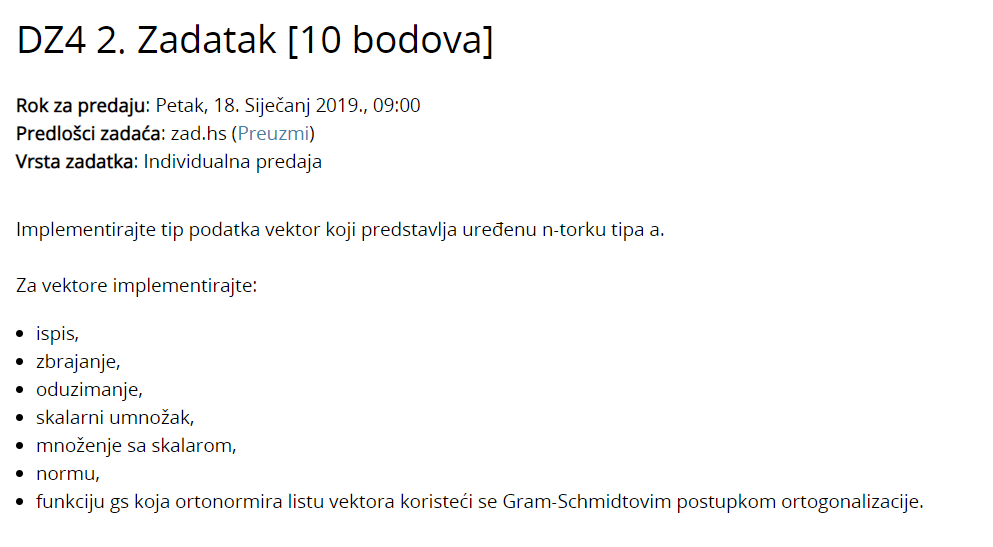 DZ4 2. Zadatak [10 bodova]
Rok za predaju: Petak, 18. Siječanj 2019., 09:00
Predlošci zadaća: zad.hs (Preuzmi)
Vrsta zadatka: Individualna predaja
Implementirajte tip podatka vektor koji predstavlja uređenu n-torku tipa a.
Za vektore implementirajte:
• ispis,
• zbrajanje,
• oduzimanje,
• skalarni umnožak,
• množenje sa skalarom,
• normu,
• funkciju gs koja ortonormira listu vektora koristeći se Gram-Schmidtovim postupkom ortogonalizacije.